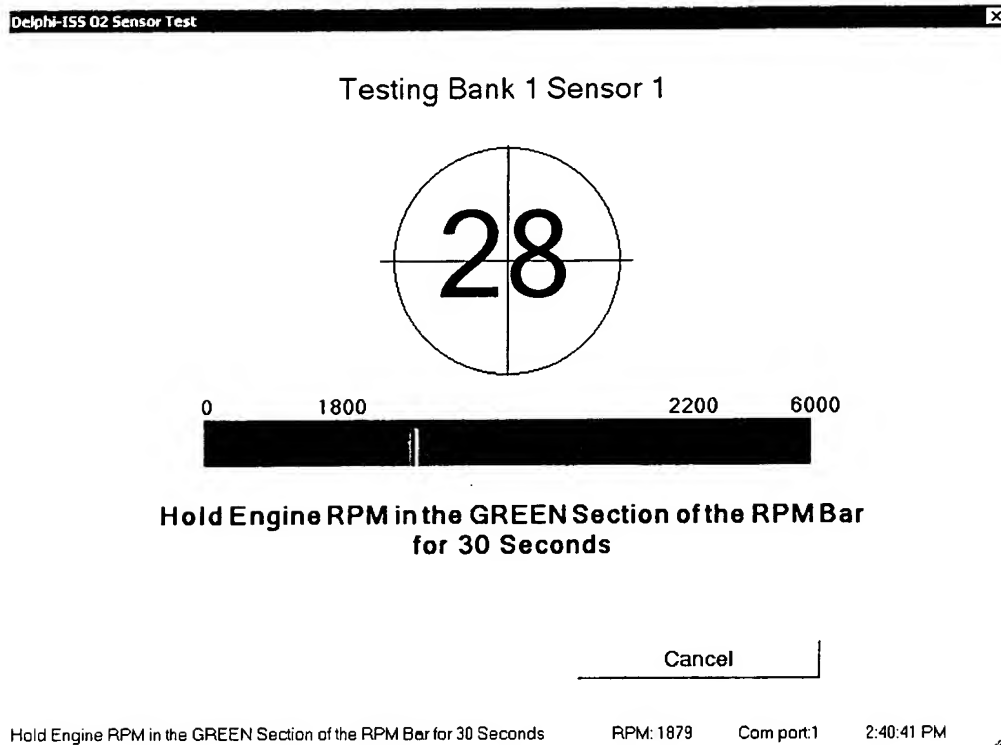 Delphi-ISS O2 Sensor Test
Testing Bank 1 Sensor 1
28
0 1800 2200 6000
Hold Engine RPM in the GREEN Section of the RPM Bar
for 30 Seconds
Cancel
Hold Engine RPM in the GREEN Section of the RPM Bar for 30 Seconds RPM: 1879 Com port:1 2:40:41 PM